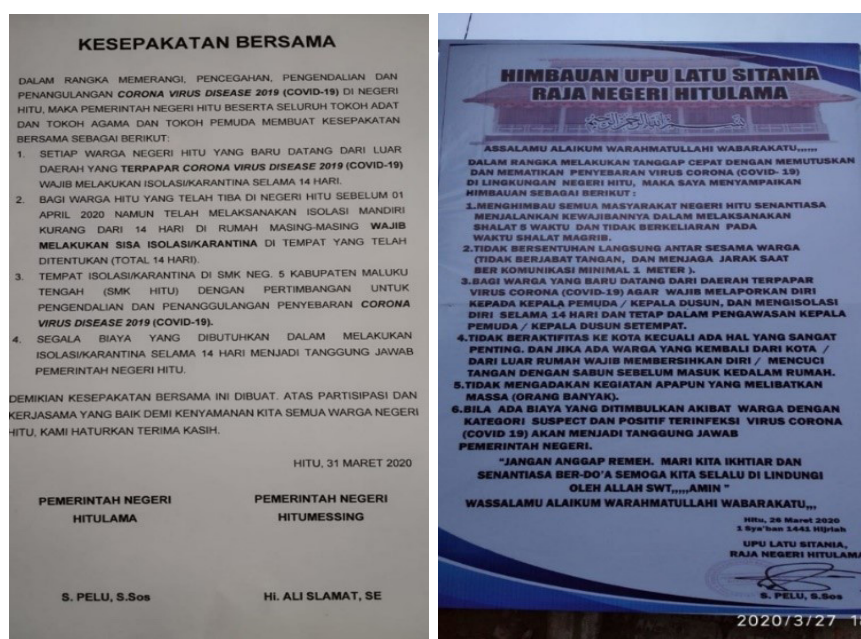 KESEPAKATAN BERSAMA
DALAM RANGKA MEMERANGI, PENCEGAHAN, PENGENDALIAN DAN
PENANGULANGAN CORONA VIRUS DISEASE 2019 (COVID-19) DI NEGERI
HITU, MAKA PEMERINTAH NEGERI HITU BESERTA SELURUH TOKOH ADAT
DAN TOKOH AGAMA DAN TOKOH PEMUDA MEMBUAT KESEPAKATAN
BERSAMA SEBAGAI BERIKUT:
1. SETIAP WARGA NEGERI HITU YANG BARU DATANG DARI LUAR
DAERAH YANG TERPAPAR CORONA VIRUS DISEASE 2019 (COVID-19)
WAJIB MELAKUKAN ISOLASI/KARANTINA SELAMA 14 HARI.
2. BAGI WARGA HITU YANG TELAH TIBA DI NEGERI HITU SEBELUM 01
APRIL 2020 NAMUN TELAH MELAKSANAKAN ISOLASI MANDIRI
KURANG DARI 14 HARI DI RUMAH MASING-MASING WAJIB
MELAKUKAN SISA ISOLASI/KARANTINA DI TEMPAT YANG TELAH
DITENTUKAN (TOTAL 14 HARI).
3. TEMPAT ISOLASI/KARANTINA DI SMK NEG. 5 KABUPATEN MALUKU
TENGAH (SMK HITU) DENGAN PERTIMBANGAN UNTUK
PENGENDALIAN DAN PENANGGULANGAN PENYEBARAN CORONA
VIRUS DISEASE 2019 (COVID-19).
4. SEGALA BIAYA YANG DIBUTUHKAN DALAM MELAKUKAN
ISOLASI/KARANTINA SELAMA 14 HARI MENJADI TANGGUNG JAWAB
PEMERINTAH NEGERI HITU.
DEMIKIAN KESEPAKATAN BERSAMA INI DIBUAT. ATAS PARTISIPASI DAN
KERJASAMA YANG BAIK DEMI KENYAMANAN KITA SEMUA WARGA NEGERI
HITU, KAMI HATURKAN TERIMA KASIH.
HITU, 31 MARET 2020
PEMERINTAH NEGERI
HITULAMA
PEMERINTAH NEGERI
HITUMESSING
S. PELU, S.Sos
Hi. ALI SLAMAT, SE
HIMBAUAN UPU LATU SITANIA
RAJA NEGERI HITULAMA
بسم الله الرحمن الرحيم
ASSALAMU ALAIKUM WARAHMATULLAHI WABARAKATU,,,,,,
DALAM RANGKA MELAKUKAN TANGGAP CEPAT DENGAN MEMUTUSKAN
DAN MEMATIKAN PENYEBARAN VIRUS CORONA (COVID- 19)
DI LINGKUNGAN NEGERI HITU, MAKA SAYA MENYAMPAIKAN
HIMBAUAN SEBAGAI BERIKUT :
1.MENGHIMBAU SEMUA MASYARAKAT NEGERI HITU SENANTIASA
MENJALANKAN KEWAJIBANNYA DALAM MELAKSANAKAN
SHALAT 5 WAKTU DAN TIDAK BERKELIARAN PADA
WAKTU SHALAT MAGRIB.
2.TIDAK BERSENTUHAN LANGSUNG ANTAR SESAMA WARGA
(TIDAK BERJABAT TANGAN, DAN MENJAGA JARAK SAAT
BER KOMUNIKASI MINIMAL 1 METER ).
3.BAGI WARGA YANG BARU DATANG DARI DAERAH TERPAPAR
VIRUS CORONA (COVID-19) AGAR WAJIB MELAPORKAN DIRI
KEPADA KEPALA PEMUDA / KEPALA DUSUN, DAN MENGISOLASI
DIRI SELAMA 14 HARI DAN TETAP DALAM PENGAWASAN KEPALA
PEMUDA / KEPALA DUSUN SETEMPAT.
4.TIDAK BERAKTIFITAS KE KOTA KECUALI ADA HAL YANG SANGAT
PENTING. DAN JIKA ADA WARGA YANG KEMBALI DARI KOTA /
DARI LUAR RUMAH WAJIB MEMBERSIHKAN DIRI / MENCUCI
TANGAN DENGAN SABUN SEBELUM MASUK KEDALAM RUMAH.
5.TIDAK MENGADAKAN KEGIATAN APAPUN YANG MELIBATKAN
MASSA (ORANG BANYAK).
6.BILA ADA BIAYA YANG DITIMBULKAN AKIBAT WARGA DENGAN
KATEGORI SUSPECT DAN POSITIF TERINFEKSI VIRUS CORONA
(COVID 19) AKAN MENJADI TANGGUNG JAWAB
PEMERINTAH NEGERI.
"JANGAN ANGGAP REMEH. MARI KITA IKHTIAR DAN
SENANTIASA BER-DO'A SEMOGA KITA SELALU DI LINDUNGI
OLEH ALLAH SWT,,,,,AMIN "
WASSALAMU ALAIKUM WARAHMATULLAHI WABARAKATU,,,
Hitu, 26 Maret 2020
1 Sya'ban 1441 Hijriah
UPU LATU SITANIA,
RAJA NEGERI HITULAMA
S. PELU, S.Sos
2020/3/27